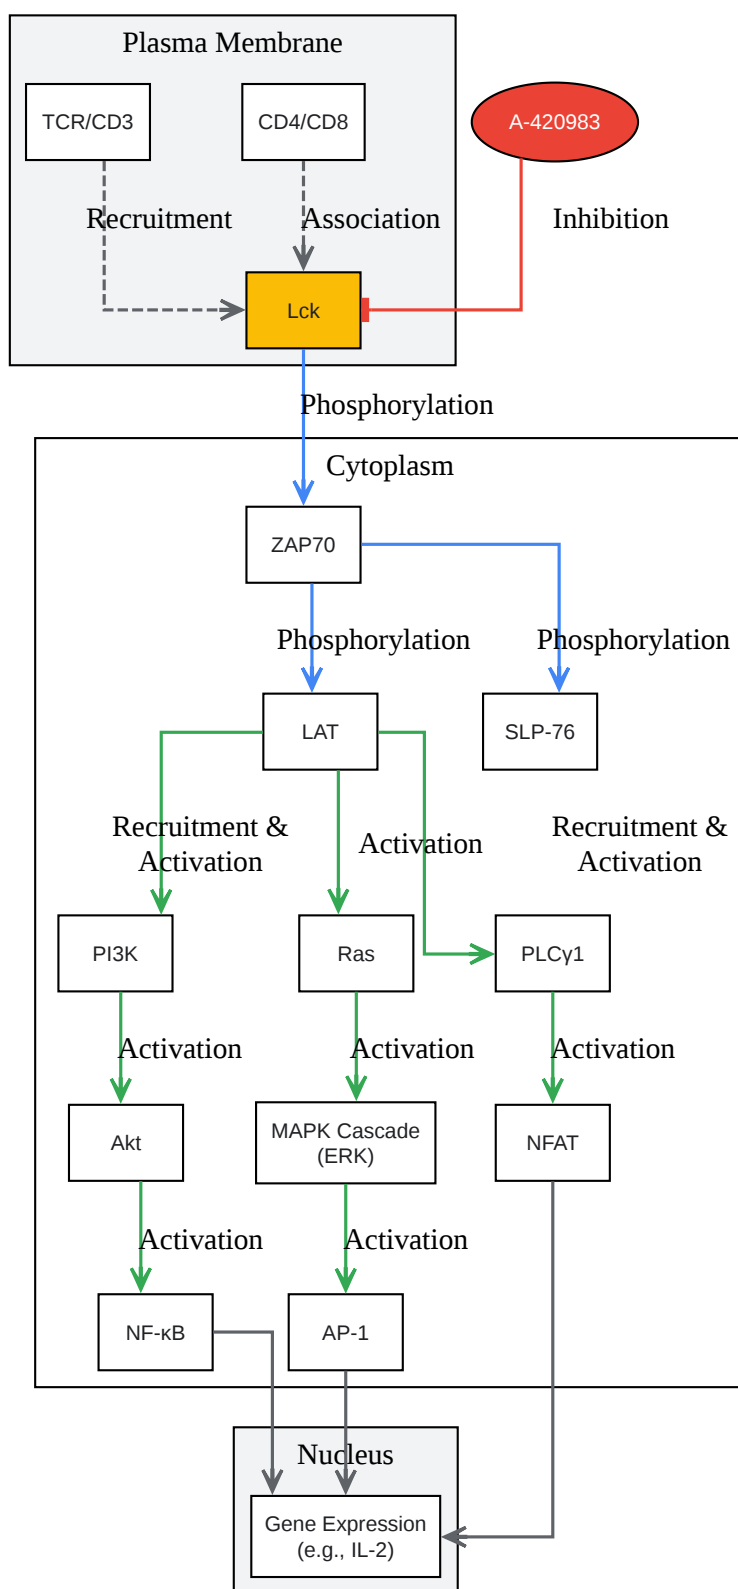 Plasma Membrane
TCR/CD3
CD4/CD8
A-420983
Recruitment
Association
Inhibition
Lck
Phosphorylation
Cytoplasm
ZAP70
Phosphorylation
Phosphorylation
LAT
SLP-76
Recruitment &
Activation
Activation
Recruitment &
Activation
PI3K
Ras
PLCγ1
Activation
Activation
Activation
Akt
MAPK Cascade
(ERK)
NFAT
Activation
Activation
NF-κB
AP-1
Nucleus
Gene Expression
(e.g., IL-2)